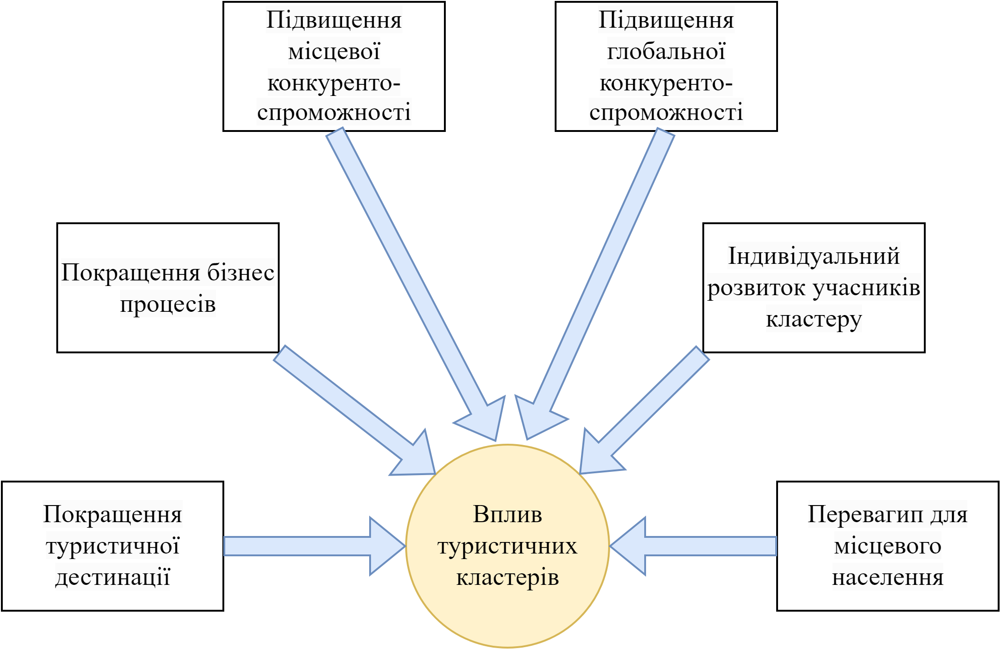 Підвищення
місцевої
конкуренто-
спроможності
Підвищення
глобальної
конкуренто-
спроможності
Покращення бізнес
процесів
Індивідуальний
розвиток учасників
кластеру
Покращення
туристичної
дестинації
Вплив
туристичних
кластерів
Перевагип для
місцевого
населення